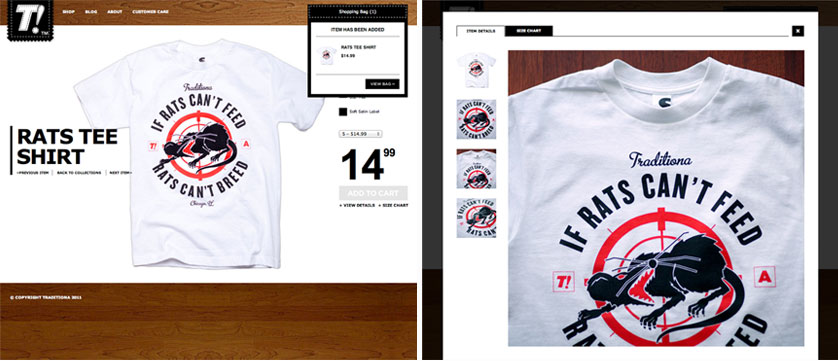 T!
TM
SHOP
BLOG
ABOUT
CUSTOMER CARE
Shopping Bag (1)
ITEM HAS BEEN ADDED
RATS TEE SHIRT
$14.99
VIEW BAG »
Traditiona
IF RATS CAN'T FEED
T!
A
RATS CAN'T BREED
Chicago, IL
RATS TEE
SHIRT
«PREVIOUS ITEM | BACK TO COLLECTIONS | NEXT ITEM»
Soft Satin Label
S – $14.99
14 99
ADD TO CART
+ VIEW DETAILS + SIZE CHART
© COPYRIGHT TRADITIONA 2011
ITEM DETAILS
SIZE CHART
x
Traditiona
IF RATS CAN'T FEED
T!
A
RATS CAN'T